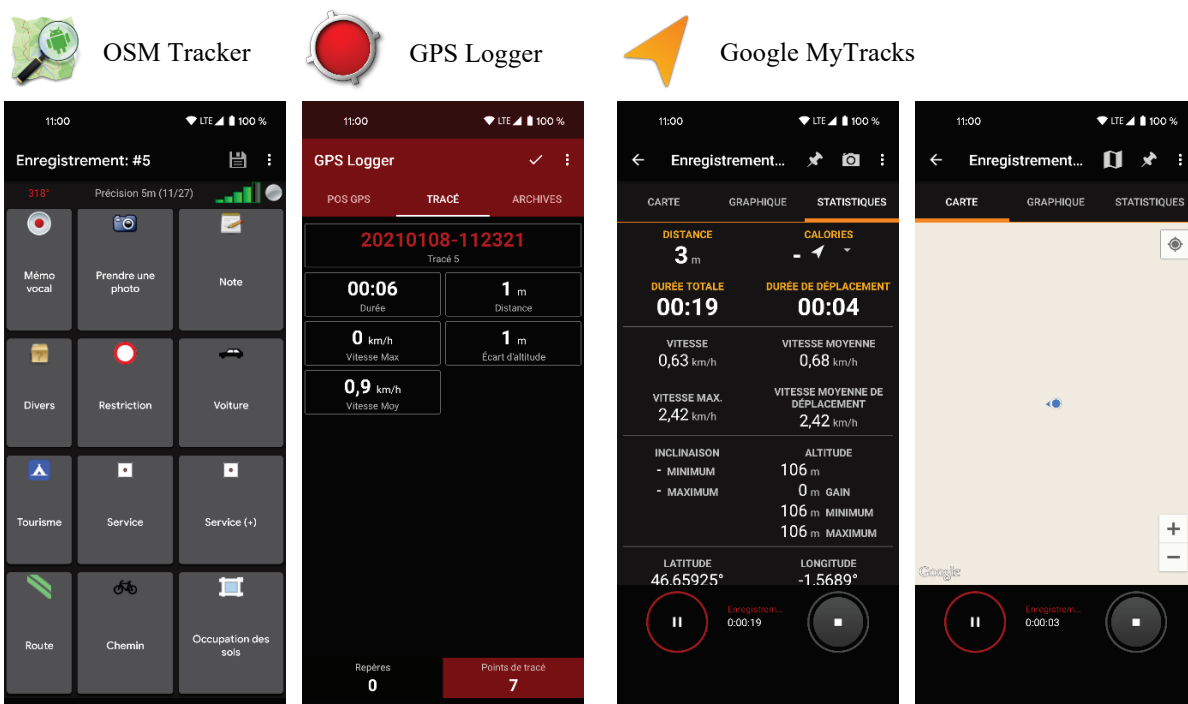 OSM Tracker
GPS Logger
Google MyTracks
11:00
LTE
100 %
Enregistrement: #5
318°
Précision 5m (11/27)
Mémo
vocal
Prendre une
photo
Note
Divers
Restriction
Voiture
Tourisme
Service
Service (+)
Route
Chemin
Occupation des
sols
11:00
LTE
100 %
GPS Logger
POS GPS
TRACÉ
ARCHIVES
20210108-112321
Tracé 5
00:06
Durée
1 m
Distance
0 km/h
Vitesse Max
1 m
Écart d'altitude
0,9 km/h
Vitesse Moy
Repères
0
Points de tracé
7
11:00
LTE
100 %
Enregistrement...
CARTE
GRAPHIQUE
STATISTIQUES
DISTANCE
3 m
CALORIES
-
DURÉE TOTALE
00:19
DURÉE DE DÉPLACEMENT
00:04
VITESSE
0,63 km/h
VITESSE MOYENNE
0,68 km/h
VITESSE MAX.
2,42 km/h
VITESSE MOYENNE DE
DÉPLACEMENT
2,42 km/h
INCLINAISON
- MINIMUM
- MAXIMUM
ALTITUDE
106 m
0 m GAIN
106 m MINIMUM
106 m MAXIMUM
LATITUDE
46.65925°
LONGITUDE
-1.5689°
Enregistrem...
0:00:19
11:00
LTE
100 %
Enregistrement...
CARTE
GRAPHIQUE
STATISTIQUES
+
−
Google
Enregistrem...
0:00:03